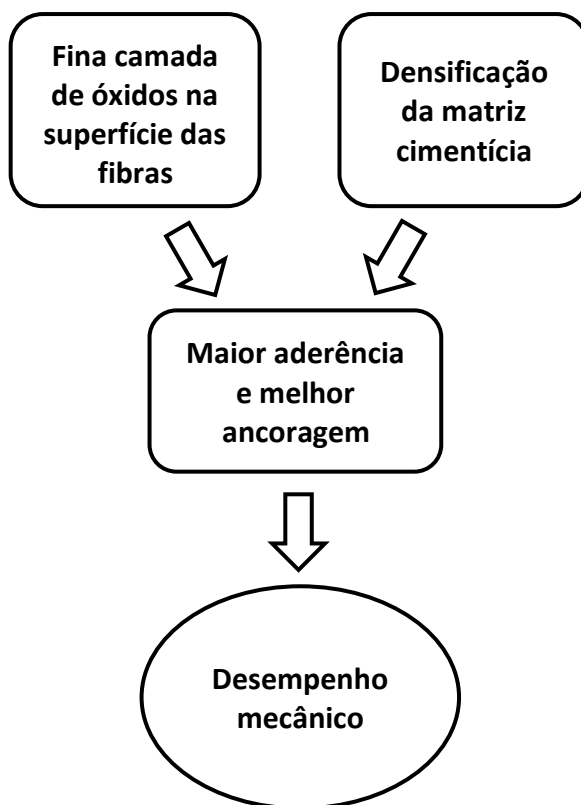 Fina camada
de óxidos na
superfície das
fibras
Densificação
da matriz
cimentícia
Maior aderência
e melhor
ancoragem
Desempenho
mecânico